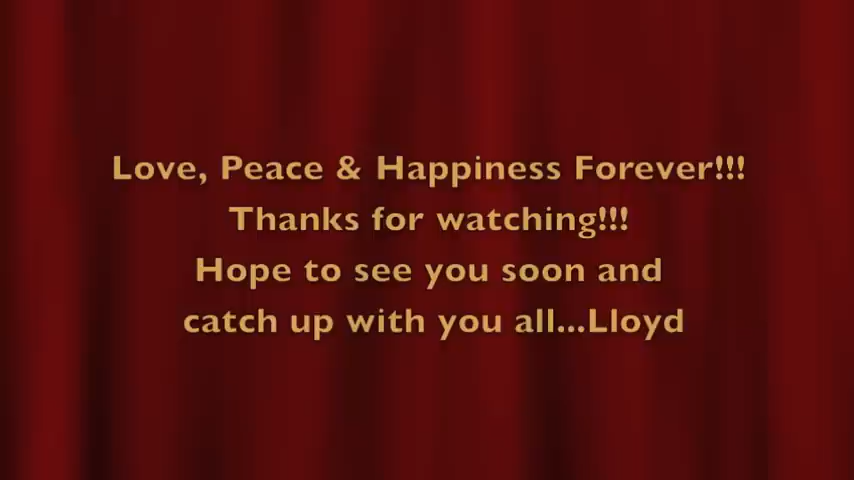 Love, Peace & Happiness Forever!!!
Thanks for watching!!!
Hope to see you soon and
catch up with you all...Lloyd